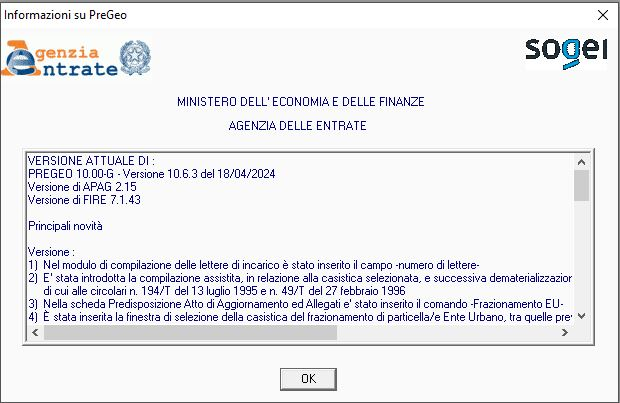 Informazioni su PreGeo
agenzia
entrate
sogei
MINISTERO DELL'ECONOMIA E DELLE FINANZE
AGENZIA DELLE ENTRATE
VERSIONE ATTUALE DI :
PREGEO 10.00-G - Versione 10.6.3 del 18/04/2024
Versione di APAG 2.15
Versione di FIRE 7.1.43
Principali novità
Versione :
1) Nel modulo di compilazione delle lettere di incarico è stato inserito il campo -numero di lettere-
2) E' stata introdotta la compilazione assistita, in relazione alla casistica selezionata, e successiva dematerializzazion
di cui alle circolari n. 194/T del 13 luglio 1995 e n. 49/T del 27 febbraio 1996
3) Nella scheda Predisposizione Atto di Aggiornamento ed Allegati e' stato inserito il comando -Frazionamento EU-
4) È stata inserita la finestra di selezione della casistica del frazionamento di particella/e Ente Urbano, tra quelle prev
OK